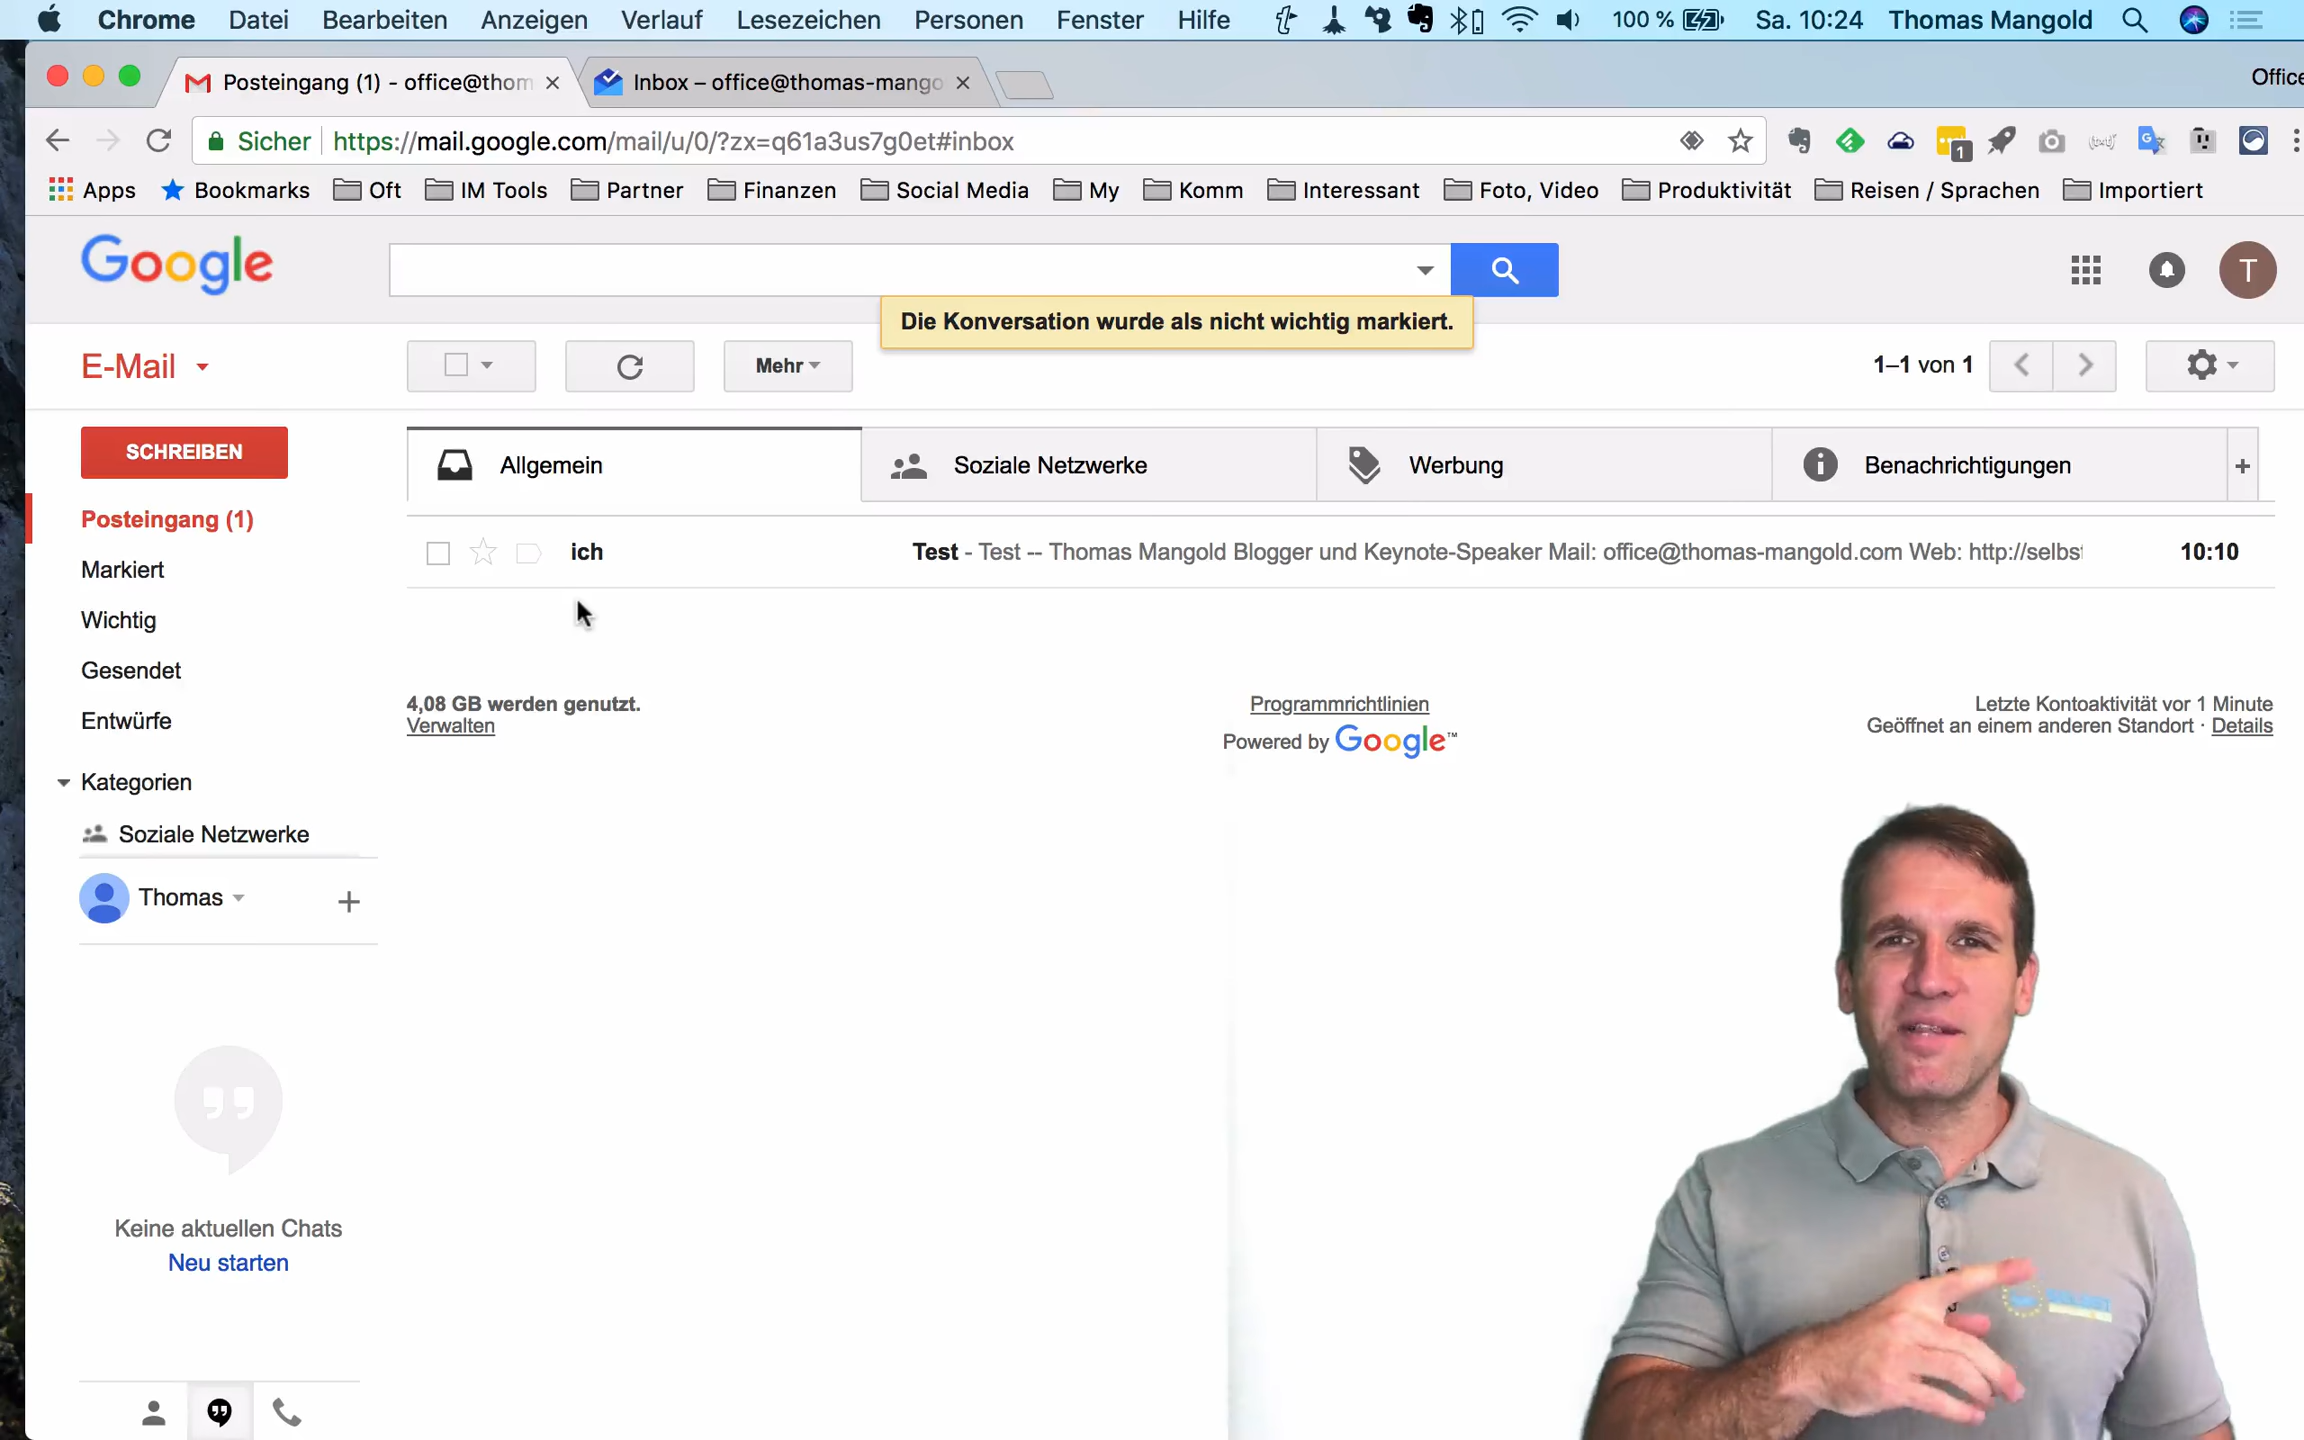 Chrome Datei Bearbeiten Anzeigen Verlauf Lesezeichen Personen Fenster Hilfe 100 % Sa. 10:24 Thomas Mangold
Posteingang (1) - office@thom Inbox – office@thomas-mango Office
Sicher https://mail.google.com/mail/u/0/?zx=q61a3us7g0et#inbox 1
Apps Bookmarks Oft IM Tools Partner Finanzen Social Media My Komm Interessant Foto, Video Produktivität Reisen / Sprachen Importiert
Google T
Die Konversation wurde als nicht wichtig markiert.
E-Mail Mehr 1–1 von 1
SCHREIBEN
Allgemein Soziale Netzwerke Werbung Benachrichtigungen +
Posteingang (1)
ich Test - Test -- Thomas Mangold Blogger und Keynote-Speaker Mail: office@thomas-mangold.com Web: http://selbst 10:10
Markiert
Wichtig
Gesendet
Entwürfe
4,08 GB werden genutzt. Programmrichtlinien Letzte Kontoaktivität vor 1 Minute
Verwalten Powered by Google™ Geöffnet an einem anderen Standort · Details
Kategorien
Soziale Netzwerke
Thomas +
Keine aktuellen Chats
Neu starten